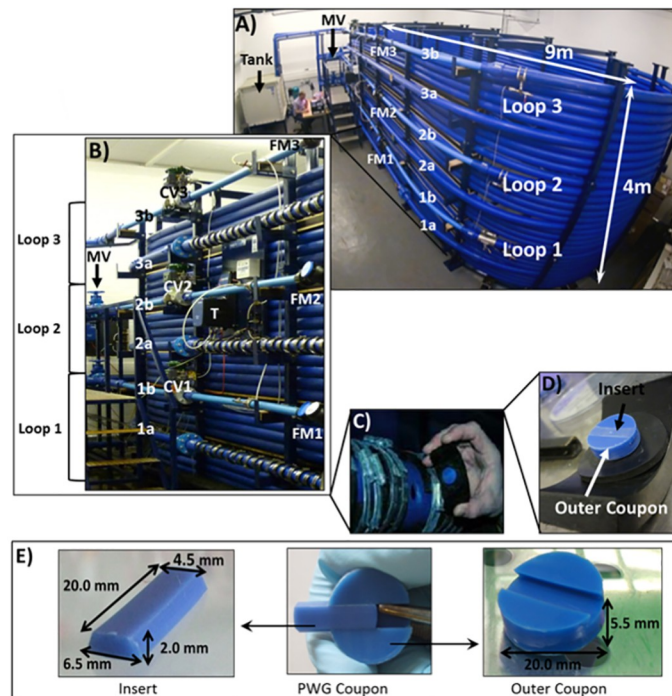 A)
MV
Tank
FM3
3b
9m
3a
Loop 3
FM2
2b
4m
FM1
2a
Loop 2
1b
1a
Loop 1
B)
FM3
CV3
3b
Loop 3
MV
3a
CV2
2b
FM2
T
Loop 2
2a
CV1
1b
FM1
Loop 1
1a
C)
D)
Insert
Outer Coupon
E)
4.5 mm
20.0 mm
2.0 mm
6.5 mm
5.5 mm
20.0 mm
Insert
PWG Coupon
Outer Coupon